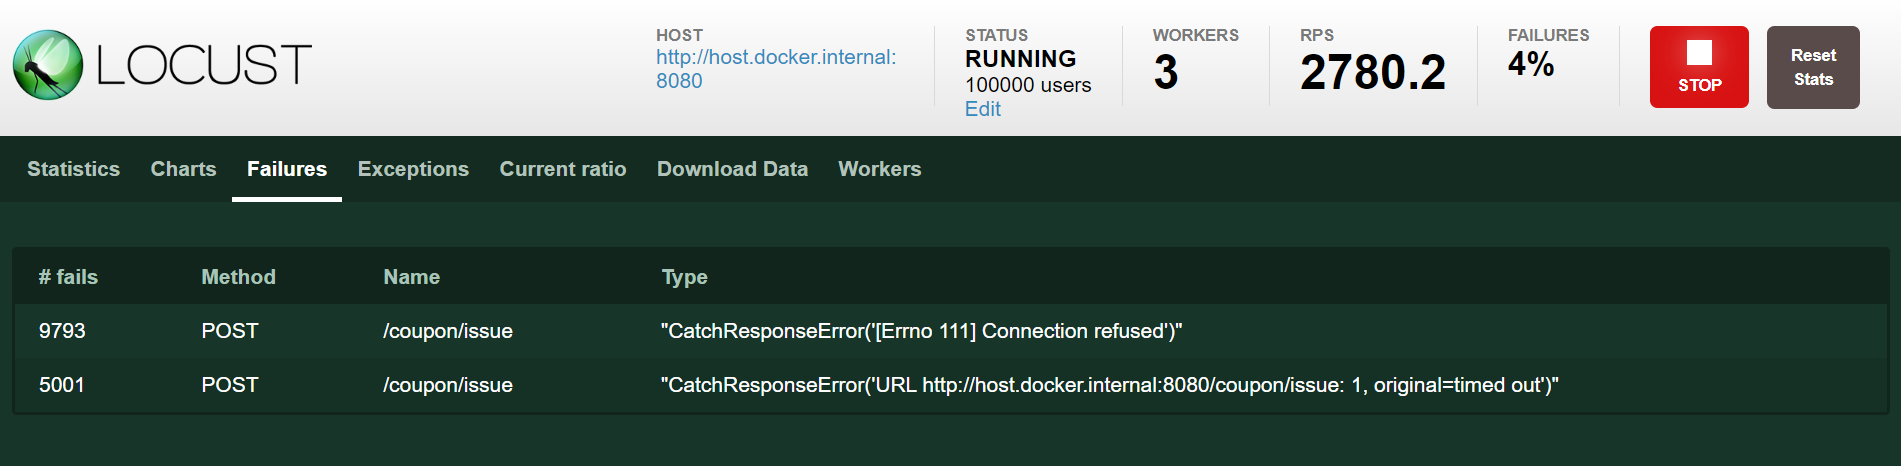 LOCUST
HOST
http://host.docker.internal:
8080
STATUS
RUNNING
100000 users
Edit
WORKERS
3
RPS
2780.2
FAILURES
4%
STOP
Reset
Stats
Statistics Charts Failures Exceptions Current ratio Download Data Workers
# fails Method Name Type
9793 POST /coupon/issue "CatchResponseError('[Errno 111] Connection refused')"
5001 POST /coupon/issue "CatchResponseError('URL http://host.docker.internal:8080/coupon/issue: 1, original=timed out')"